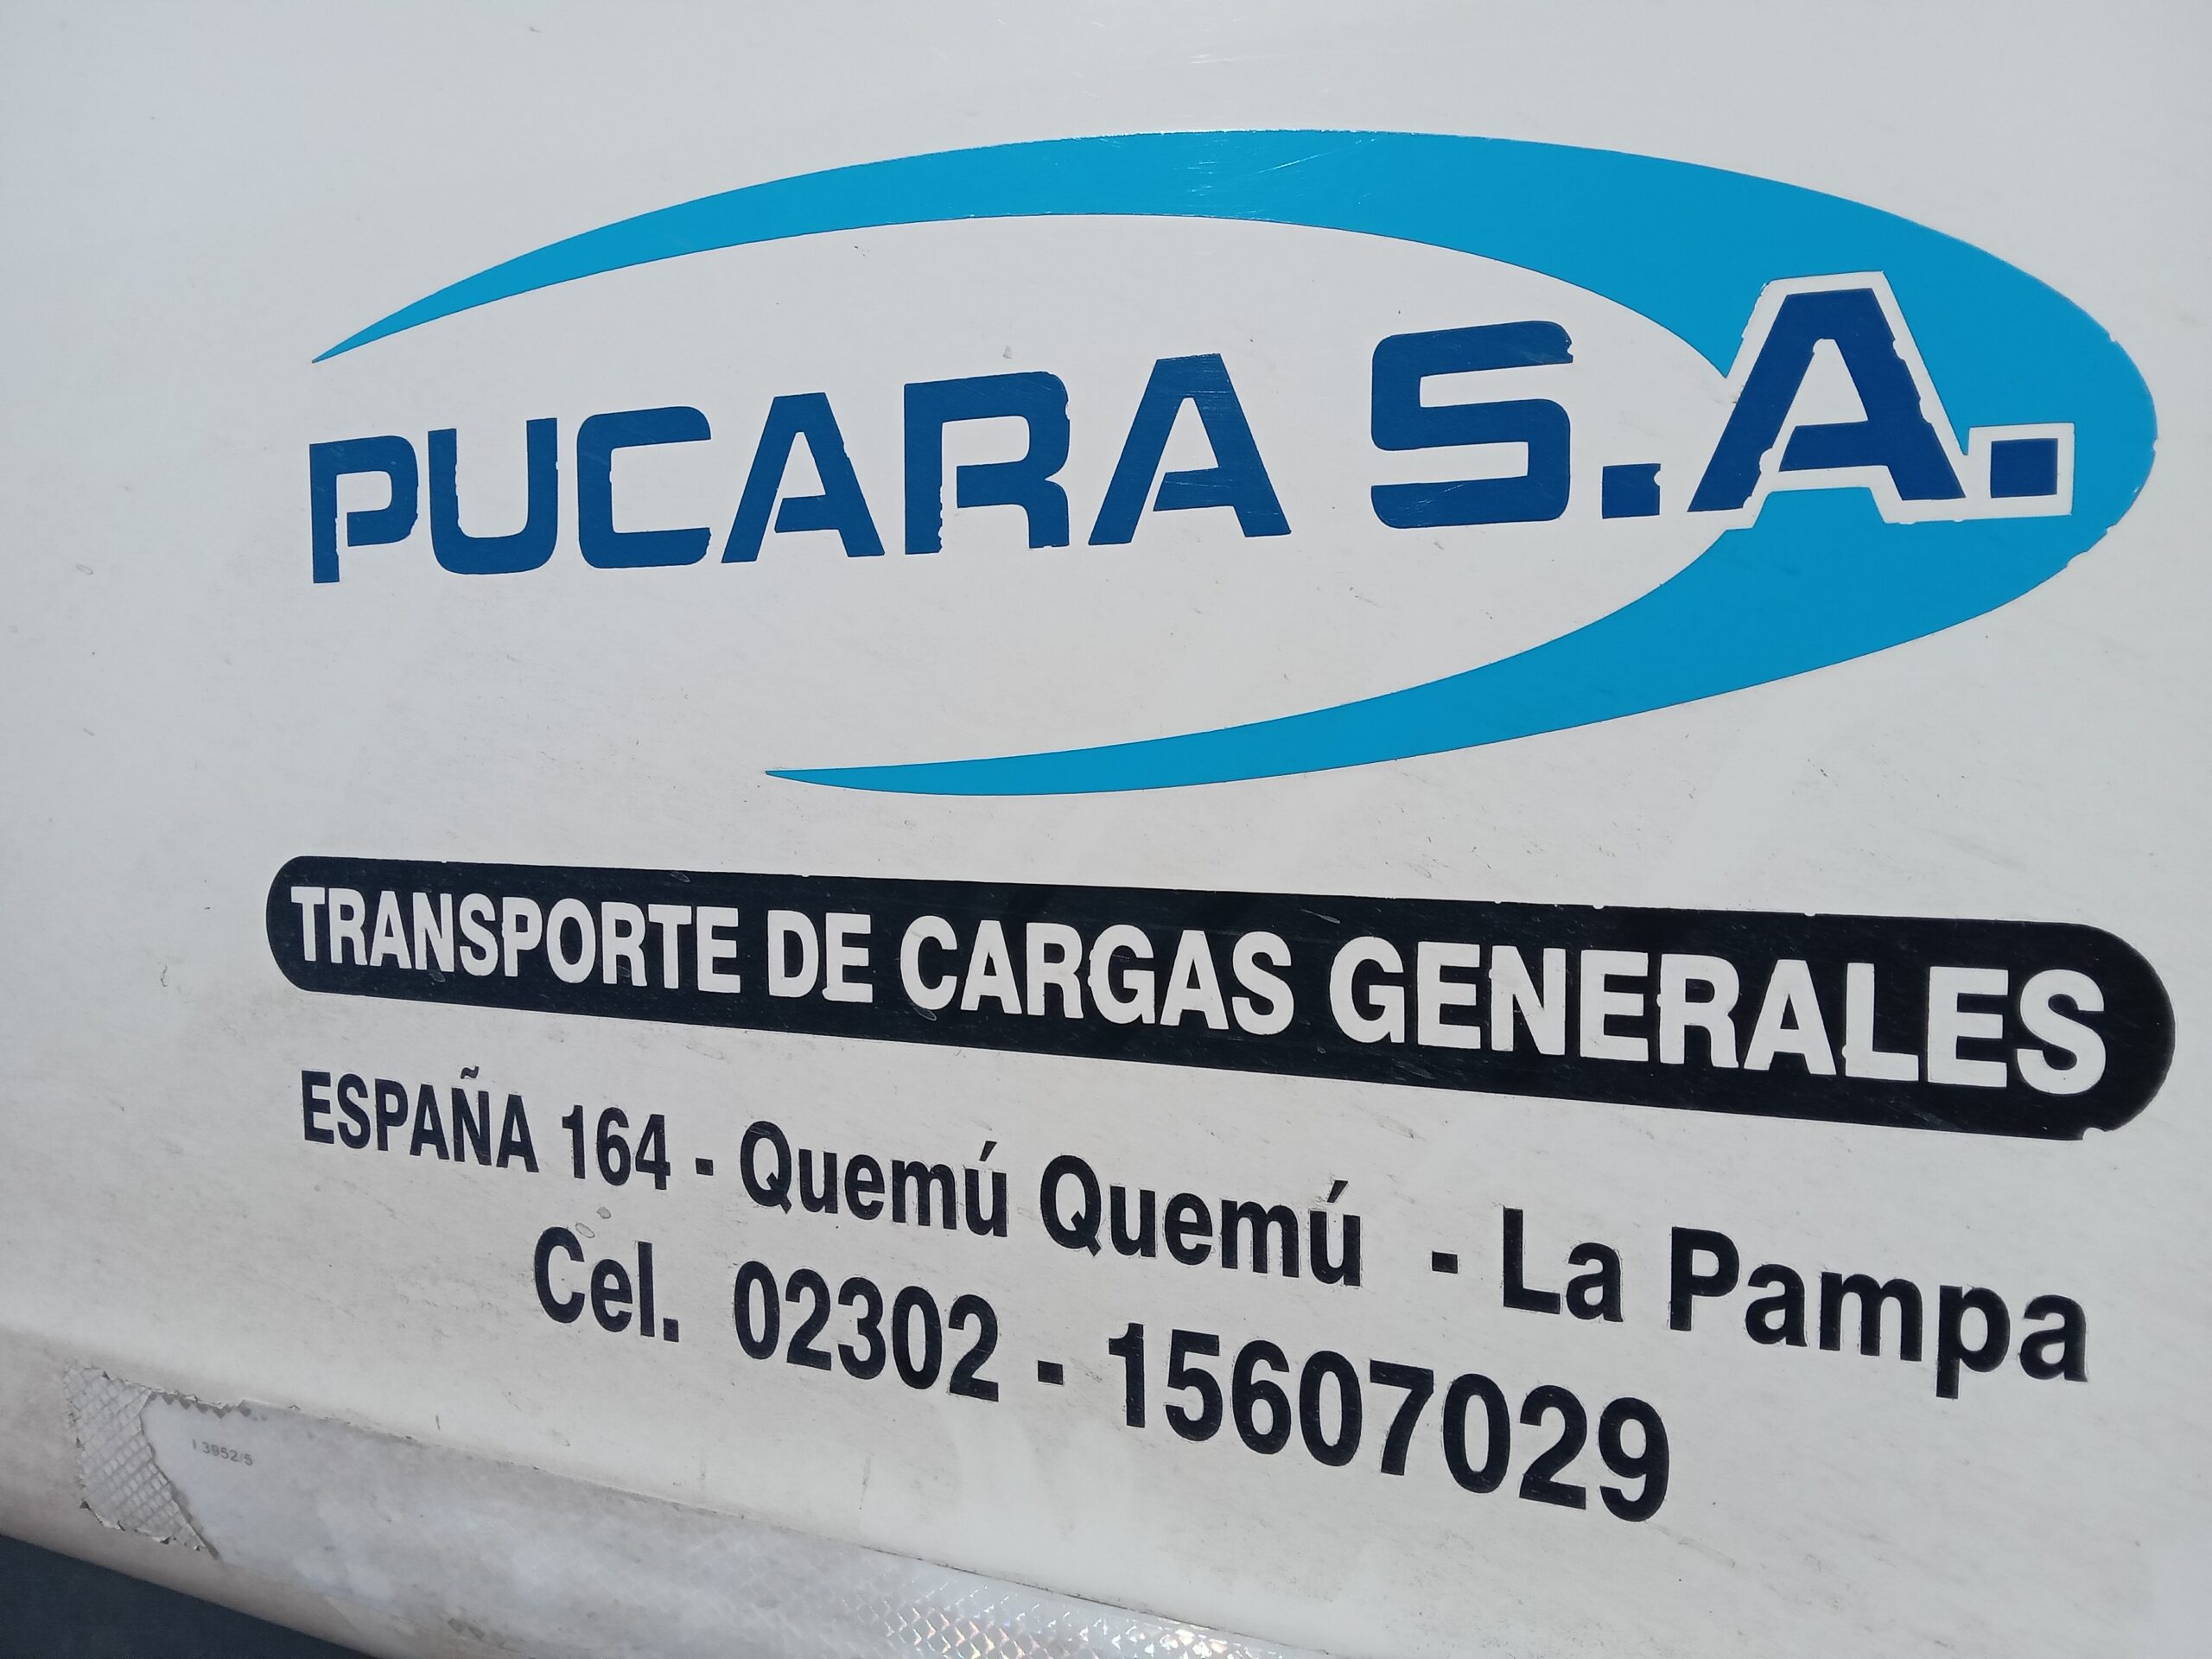 PUCARA S.A.
TRANSPORTE DE CARGAS GENERALES
ESPAÑA 164 - Quemú Quemú - La Pampa
Cel. 02302 - 15607029